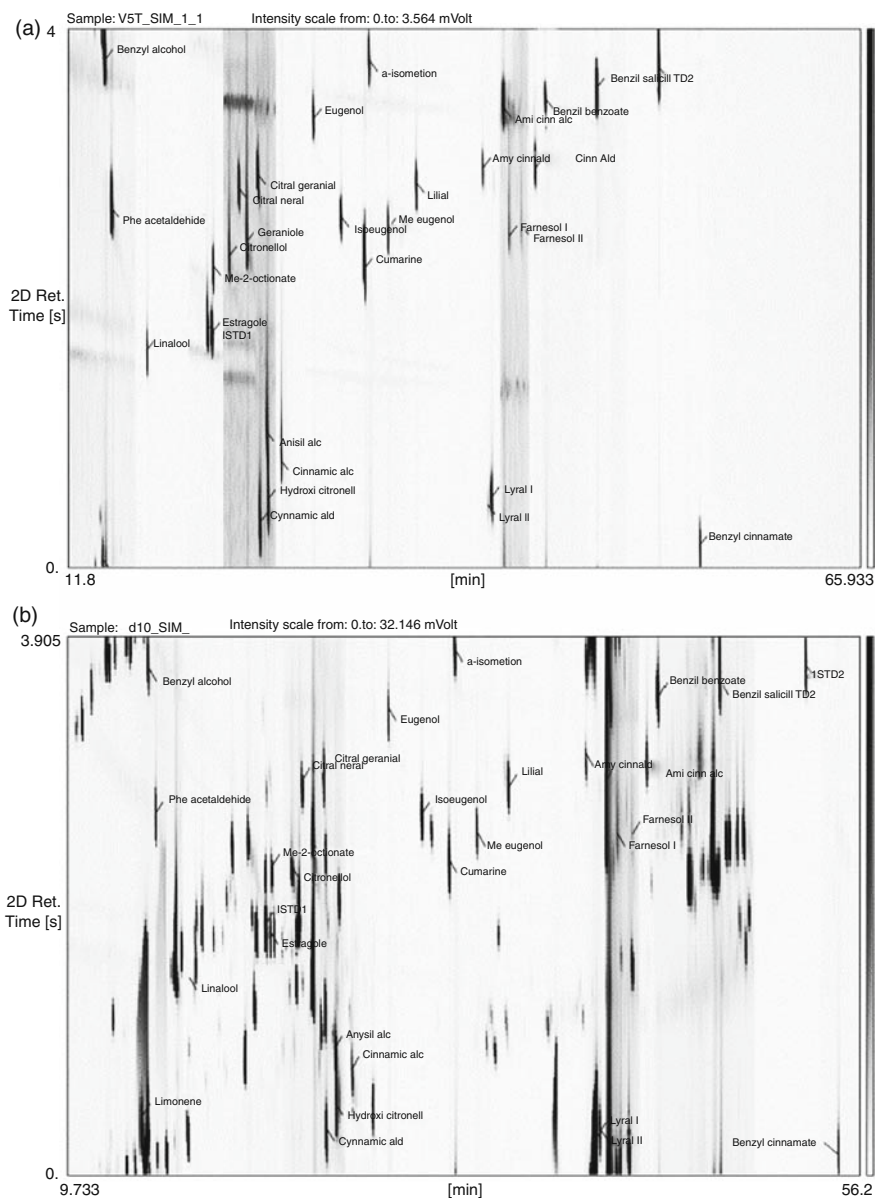 (a)
Sample: V5T_SIM_1_1 Intensity scale from: 0.to: 3.564 mVolt
4
Benzyl alcohol
a-isometion
Benzil salicill TD2
Eugenol
Benzil benzoate
Ami cinn alc
Amy cinnald
Cinn Ald
Citral geranial
Citral neral
Lilial
Phe acetaldehide
Me eugenol
Isoeugenol
Geraniole
Farnesol I
Farnesol II
Citronellol
Cumarine
Me-2-octionate
2D Ret.
Time [s]
Estragole
ISTD1
Linalool
Anisil alc
Cinnamic alc
Hydroxi citronell
Lyral I
Cynnamic ald
Lyral II
Benzyl cinnamate
0.
11.8 [min] 65.933
(b)
Sample: d10_SIM_ Intensity scale from: 0.to: 32.146 mVolt
3.905
a-isometion
Benzyl alcohol
Benzil benzoate
1STD2
Benzil salicill TD2
Eugenol
Citral geranial
Citral neral
Amy cinnald
Lilial
Ami cinn alc
Phe acetaldehide
Isoeugenol
Farnesol II
Me eugenol
Farnesol I
Me-2-octionate
Cumarine
Citronellol
2D Ret.
Time [s]
ISTD1
Estragole
Linalool
Anysil alc
Cinnamic alc
Limonene
Hydroxi citronell
Lyral I
Cynnamic ald
Lyral II
Benzyl cinnamate
0.
9.733 [min] 56.2